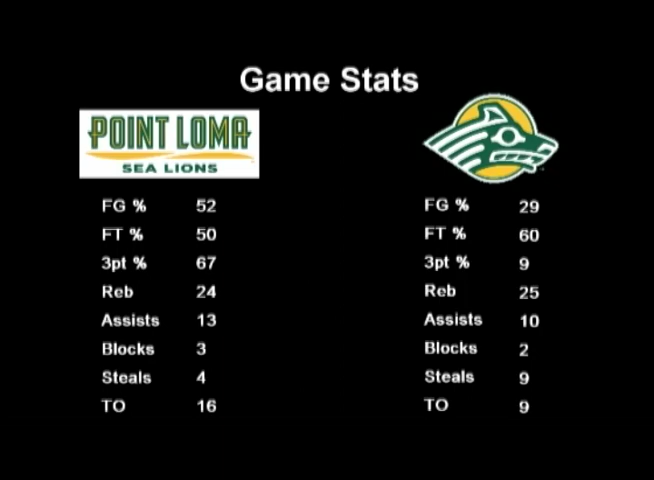 Game Stats
POINT LOMA
SEA LIONS
FG % 52
FT % 50
3pt % 67
Reb 24
Assists 13
Blocks 3
Steals 4
TO 16
FG % 29
FT % 60
3pt % 9
Reb 25
Assists 10
Blocks 2
Steals 9
TO 9